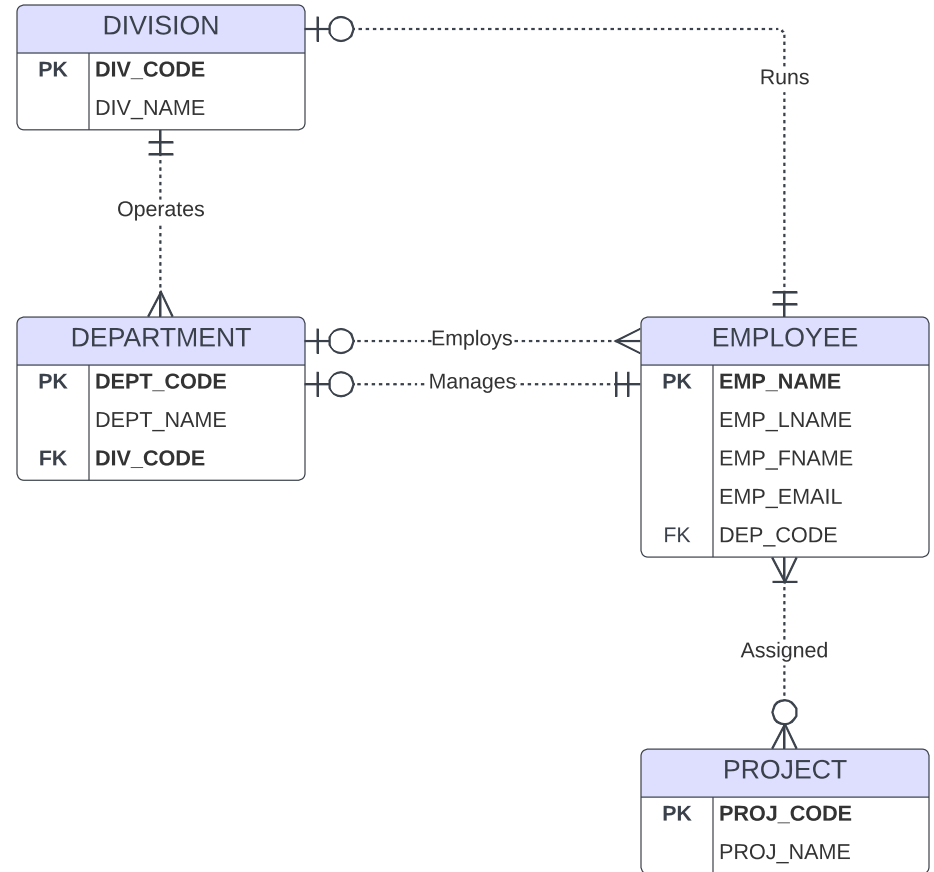 DIVISION
PK DIV_CODE
DIV_NAME
Runs
Operates
DEPARTMENT
PK DEPT_CODE
DEPT_NAME
FK DIV_CODE
Employs
Manages
EMPLOYEE
PK EMP_NAME
EMP_LNAME
EMP_FNAME
EMP_EMAIL
FK DEP_CODE
Assigned
PROJECT
PK PROJ_CODE
PROJ_NAME